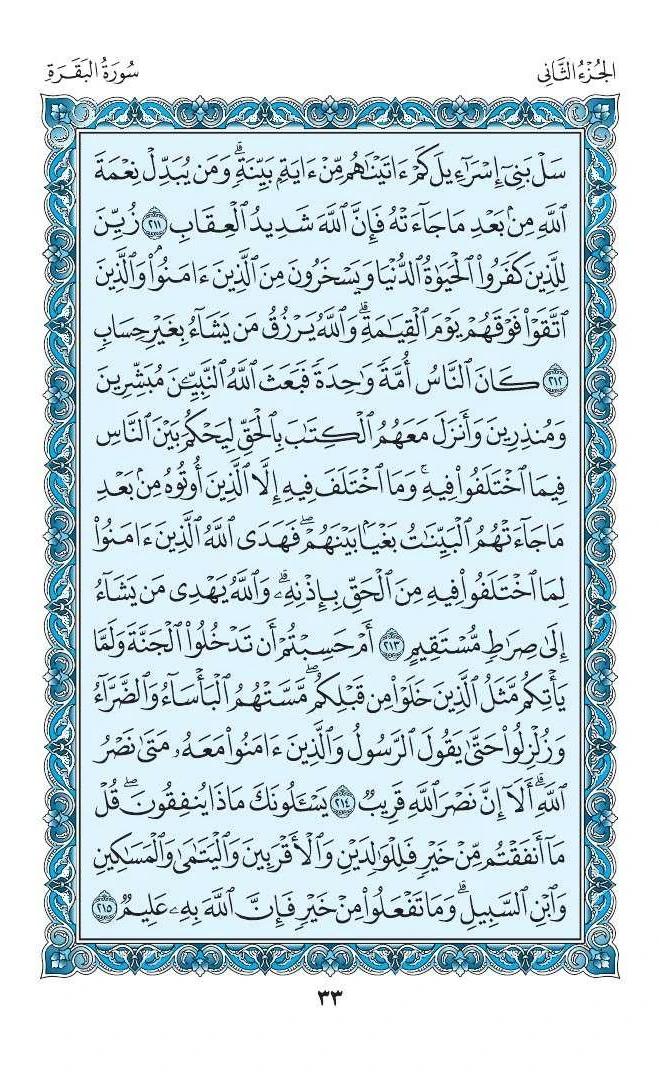 الجُزْءُ الثَّانِي
سُورَةُ البَقَرَةِ
سَلْ بَنِىٓ إِسْرَٰٓءِيلَ كَمْ ءَاتَيْنَٰهُم مِّنْ ءَايَةِۭ بَيِّنَةٍۗ وَمَن يُبَدِّلْ نِعْمَةَ
ٱللَّهِ مِنۢ بَعْدِ مَا جَآءَتْهُ فَإِنَّ ٱللَّهَ شَدِيدُ ٱلْعِقَابِ ٢١١ زُيِّنَ
لِلَّذِينَ كَفَرُوا۟ ٱلْحَيَوٰةُ ٱلدُّنْيَا وَيَسْخَرُونَ مِنَ ٱلَّذِينَ ءَامَنُوا۟ۘ وَٱلَّذِينَ
ٱتَّقَوْا۟ فَوْقَهُمْ يَوْمَ ٱلْقِيَٰمَةِۗ وَٱللَّهُ يَرْزُقُ مَن يَشَآءُ بِغَيْرِ حِسَابٍ
٢١٢ كَانَ ٱلنَّاسُ أُمَّةً وَٰحِدَةً فَبَعَثَ ٱللَّهُ ٱلنَّبِيِّـۧنَ مُبَشِّرِينَ
وَمُنذِرِينَ وَأَنزَلَ مَعَهُمُ ٱلْكِتَٰبَ بِٱلْحَقِّ لِيَحْكُمَ بَيْنَ ٱلنَّاسِ
فِيمَا ٱخْتَلَفُوا۟ فِيهِۚ وَمَا ٱخْتَلَفَ فِيهِ إِلَّا ٱلَّذِينَ أُوتُوهُ مِنۢ بَعْدِ
مَا جَآءَتْهُمُ ٱلْبَيِّنَٰتُ بَغْيَۢا بَيْنَهُمْۖ فَهَدَى ٱللَّهُ ٱلَّذِينَ ءَامَنُوا۟
لِمَا ٱخْتَلَفُوا۟ فِيهِ مِنَ ٱلْحَقِّ بِإِذْنِهِۦۗ وَٱللَّهُ يَهْدِى مَن يَشَآءُ
إِلَىٰ صِرَٰطٍ مُّسْتَقِيمٍ ٢١٣ أَمْ حَسِبْتُمْ أَن تَدْخُلُوا۟ ٱلْجَنَّةَ وَلَمَّا
يَأْتِكُم مَّثَلُ ٱلَّذِينَ خَلَوْا۟ مِن قَبْلِكُمۖ مَّسَّتْهُمُ ٱلْبَأْسَآءُ وَٱلضَّرَّآءُ
وَزُلْزِلُوا۟ حَتَّىٰ يَقُولَ ٱلرَّسُولُ وَٱلَّذِينَ ءَامَنُوا۟ مَعَهُۥ مَتَىٰ نَصْرُ
ٱللَّهِۗ أَلَآ إِنَّ نَصْرَ ٱللَّهِ قَرِيبٌ ٢١٤ يَسْـَٔلُونَكَ مَاذَا يُنفِقُونَۖ قُلْ
مَآ أَنفَقْتُم مِّنْ خَيْرٍ فَلِلْوَٰلِدَيْنِ وَٱلْأَقْرَبِينَ وَٱلْيَتَٰمَىٰ وَٱلْمَسَٰكِينِ
وَٱبْنِ ٱلسَّبِيلِۗ وَمَا تَفْعَلُوا۟ مِنْ خَيْرٍ فَإِنَّ ٱللَّهَ بِهِۦ عَلِيمٌ ٢١٥
٣٣